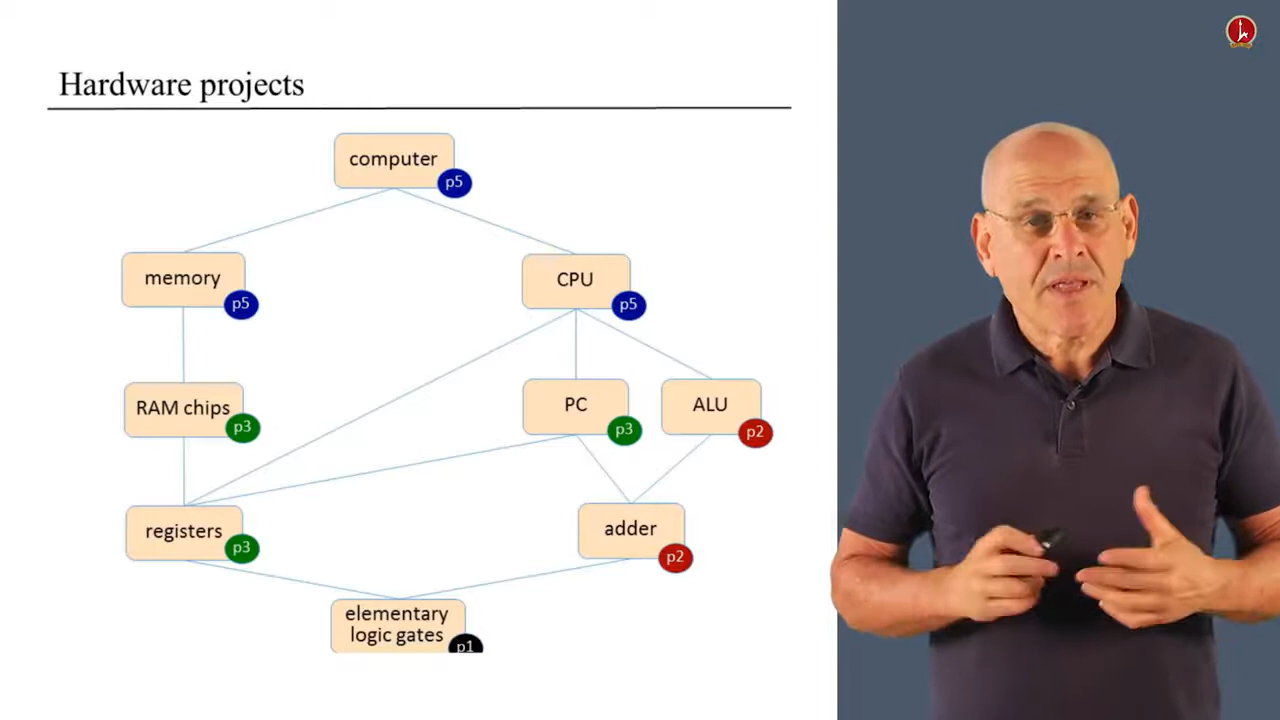 Hardware projects
computer
p5
memory
p5
CPU
p5
RAM chips
p3
PC
p3
ALU
p2
registers
p3
adder
p2
elementary
logic gates
p1